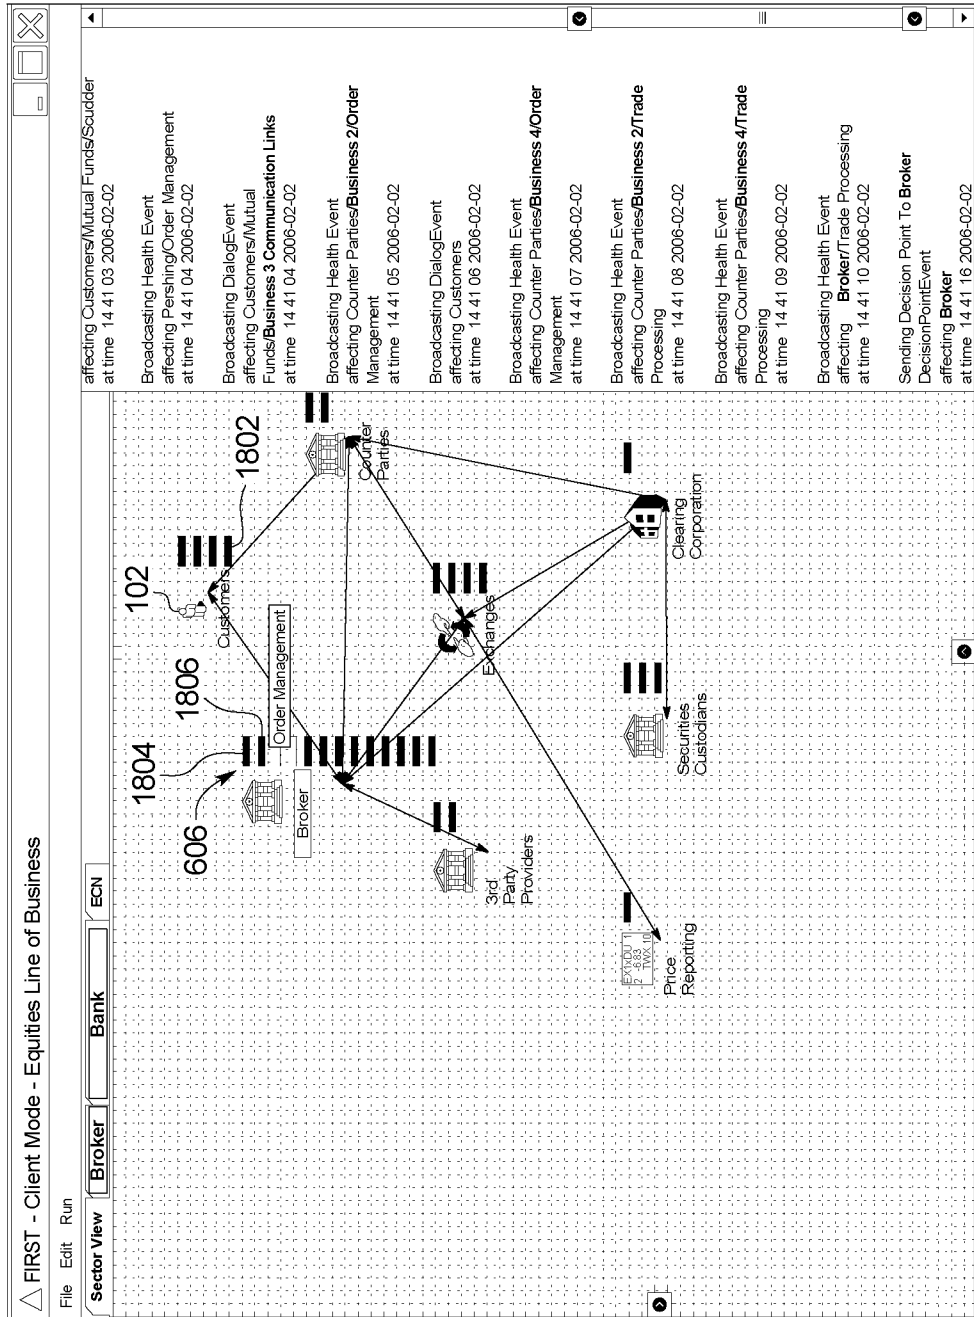 FIRST - Client Mode - Equities Line of Business
File Edit Run
Sector View Broker Bank ECN
102
1802
1804
1806
606
Customers
Order Management
Broker
Counter
Parties
3rd
Party
Providers
Exchanges
Price
Reporting
EX1XDU 1
2 -6.83
TWX 10
Securities
Custodians
Clearing
Corporation
affecting Customers/Mutual Funds/Scudder
at time 14 41 03 2006-02-02
Broadcasting Health Event
affecting Pershing/Order Management
at time 14 41 04 2006-02-02
Broadcasting DialogEvent
affecting Customers/Mutual
Funds/Business 3 Communication Links
at time 14 41 04 2006-02-02
Broadcasting Health Event
affecting Counter Parties/Business 2/Order
Management
at time 14 41 05 2006-02-02
Broadcasting DialogEvent
affecting Customers
at time 14 41 06 2006-02-02
Broadcasting Health Event
affecting Counter Parties/Business 4/Order
Management
at time 14 41 07 2006-02-02
Broadcasting Health Event
affecting Counter Parties/Business 2/Trade
Processing
at time 14 41 08 2006-02-02
Broadcasting Health Event
affecting Counter Parties/Business 4/Trade
Processing
at time 14 41 09 2006-02-02
Broadcasting Health Event
affecting Broker/Trade Processing
at time 14 41 10 2006-02-02
Sending Decision Point To Broker
DecisionPointEvent
affecting Broker
at time 14 41 16 2006-02-02